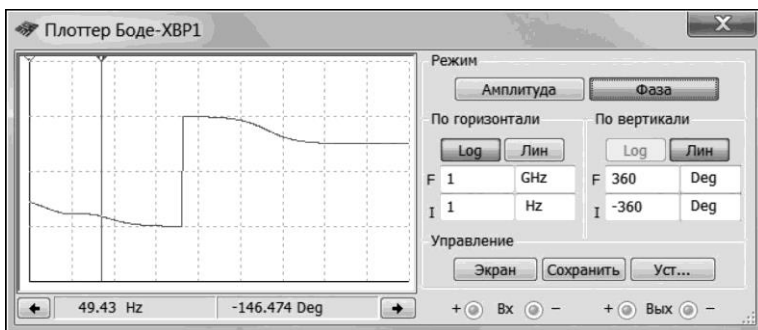 Плоттер Боде-XBP1
X
Режим
Амплитуда Фаза
По горизонтали По вертикали
Log Лин Log Лин
F 1 GHz F 360 Deg
I 1 Hz I -360 Deg
Управление
Экран Сохранить Уст...
49.43 Hz -146.474 Deg
+ Вх − + Вых −